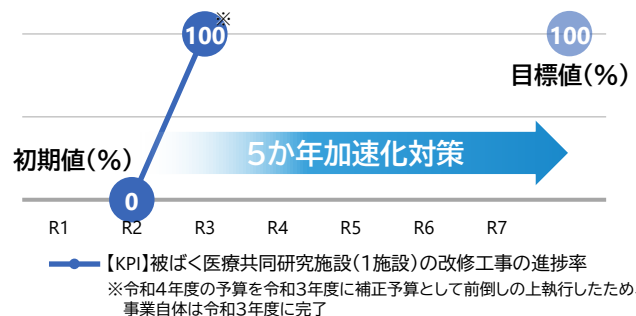 ※
100
100
目標値(%)
5か年加速化対策
初期値(%)
0
R1 R2 R3 R4 R5 R6 R7
【KPI】被ばく医療共同研究施設(1施設)の改修工事の進捗率
※令和4年度の予算を令和3年度に補正予算として前倒しの上執行したため、
事業自体は令和3年度に完了